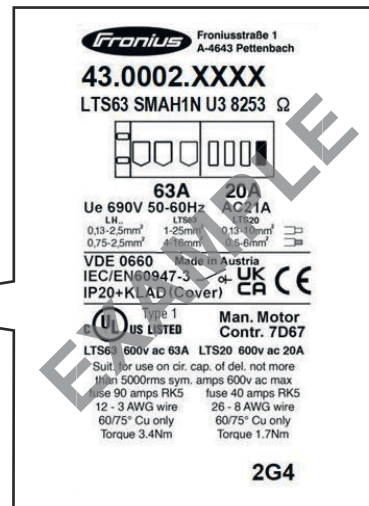 Fronius
Froniusstraße 1
A-4643 Pettenbach
43.0002.XXXX
LTS63 SMAH1N U3 8253 Ω
63A 20A
Ue 690V 50-60Hz AC21A
LH.. LTS63 LTS20
0,13-2,5mm² 1-25mm² 0,13-10mm²
0,75-2,5mm² 4-16mm² 0,5-6mm²
VDE 0660 Made in Austria
IEC/EN60947-3 UK CA CE
IP20+KLAD(Cover)
C UL US LISTED
Type 1
Man. Motor
Contr. 7D67
LTS63 600v ac 63A LTS20 600v ac 20A
Suit. for use on cir. cap. of del. not more
than 5000rms sym. amps 600v ac max
fuse 90 amps RK5 fuse 40 amps RK5
12 - 3 AWG wire 26 - 8 AWG wire
60/75° Cu only 60/75° Cu only
Torque 3.4Nm Torque 1.7Nm
2G4
EXAMPLE